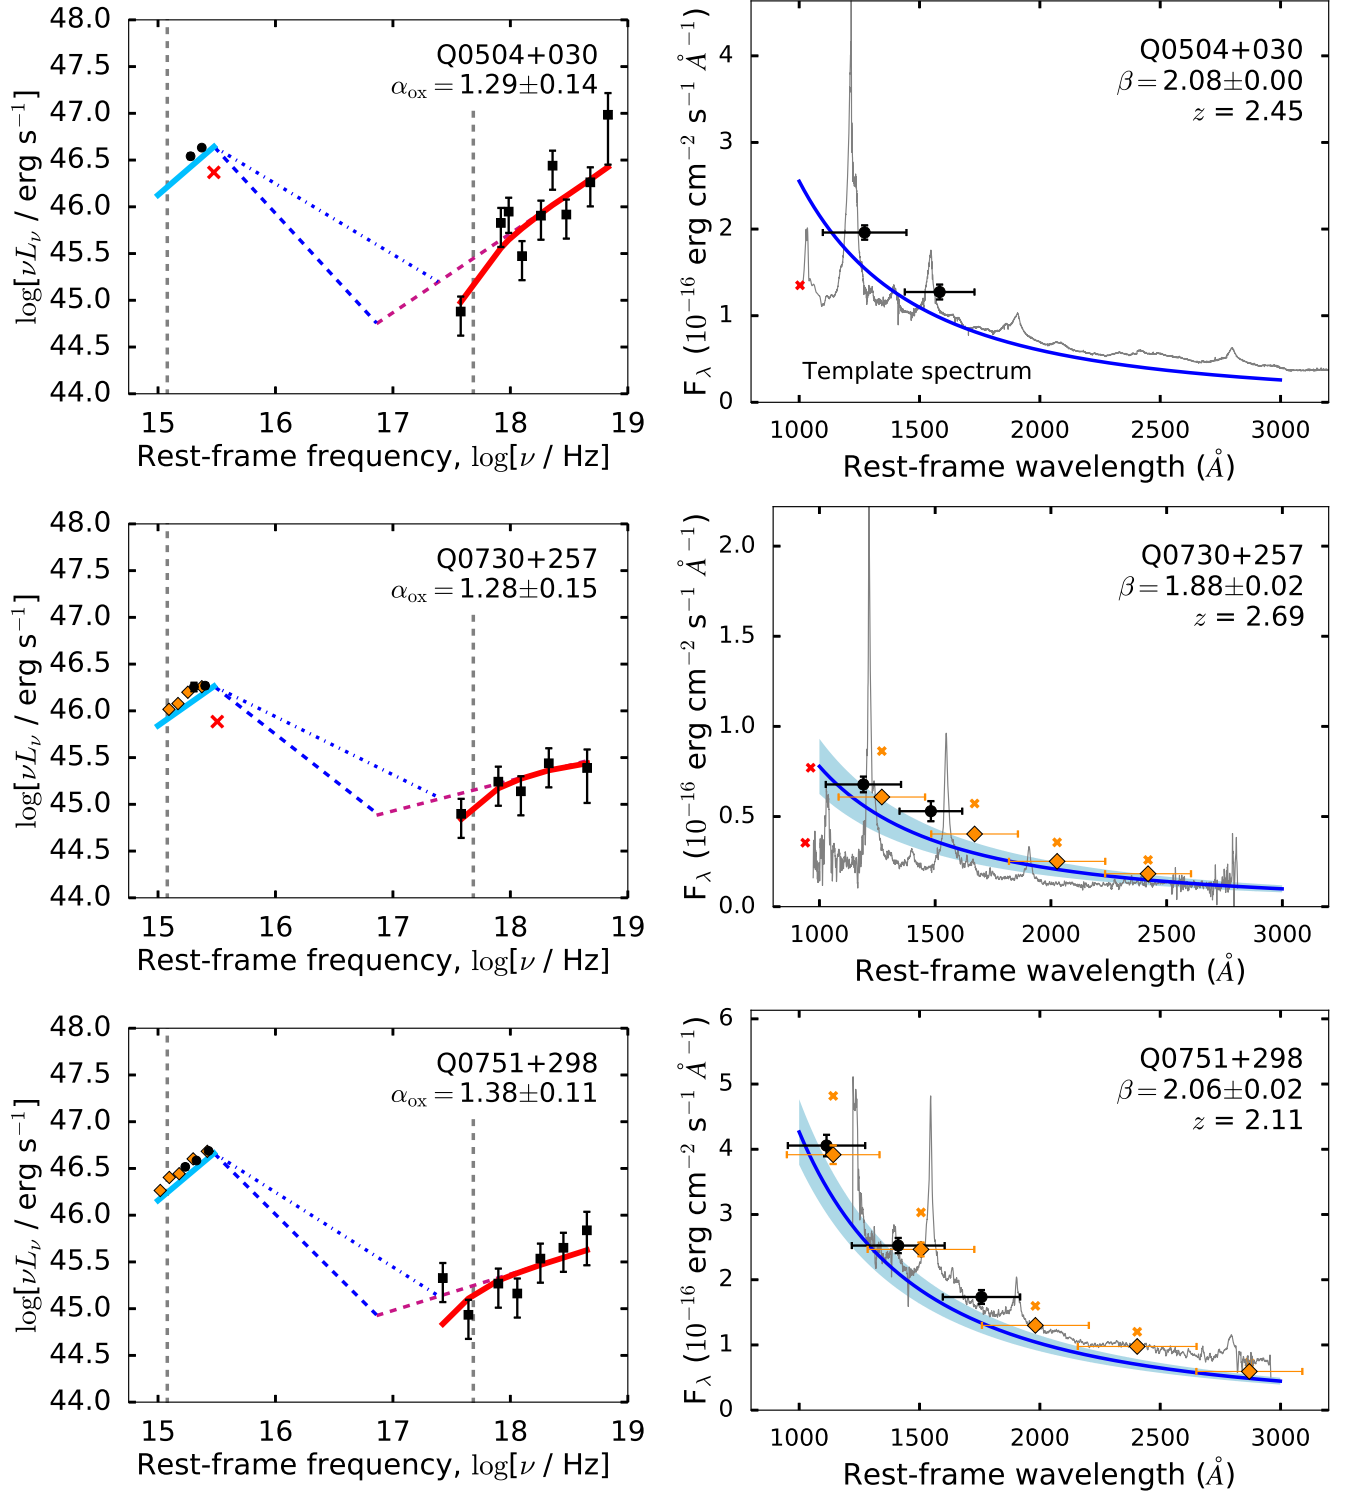 48.0
47.5
47.0
46.5
46.0
45.5
45.0
44.5
44.0
log[νLν / erg s⁻¹]
Q0504+030
αox = 1.29±0.14
15 16 17 18 19
Rest-frame frequency, log[ν / Hz]
4
3
2
1
0
Fλ (10⁻¹⁶ erg cm⁻² s⁻¹ Å⁻¹)
Q0504+030
β = 2.08±0.00
z = 2.45
Template spectrum
1000 1500 2000 2500 3000
Rest-frame wavelength (Å)
48.0
47.5
47.0
46.5
46.0
45.5
45.0
44.5
44.0
log[νLν / erg s⁻¹]
Q0730+257
αox = 1.28±0.15
15 16 17 18 19
Rest-frame frequency, log[ν / Hz]
2.0
1.5
1.0
0.5
0.0
Fλ (10⁻¹⁶ erg cm⁻² s⁻¹ Å⁻¹)
Q0730+257
β = 1.88±0.02
z = 2.69
1000 1500 2000 2500 3000
Rest-frame wavelength (Å)
48.0
47.5
47.0
46.5
46.0
45.5
45.0
44.5
44.0
log[νLν / erg s⁻¹]
Q0751+298
αox = 1.38±0.11
15 16 17 18 19
Rest-frame frequency, log[ν / Hz]
6
5
4
3
2
1
0
Fλ (10⁻¹⁶ erg cm⁻² s⁻¹ Å⁻¹)
Q0751+298
β = 2.06±0.02
z = 2.11
1000 1500 2000 2500 3000
Rest-frame wavelength (Å)